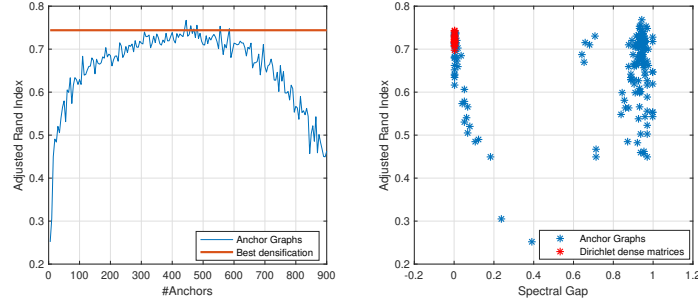 0.8
0.7
0.6
0.5
0.4
0.3
0.2
Adjusted Rand Index
0 100 200 300 400 500 600 700 800 900
#Anchors
Anchor Graphs
Best densification
0.8
0.7
0.6
0.5
0.4
0.3
0.2
Adjusted Rand Index
-0.2 0 0.2 0.4 0.6 0.8 1 1.2
Spectral Gap
Anchor Graphs
Dirichlet dense matrices